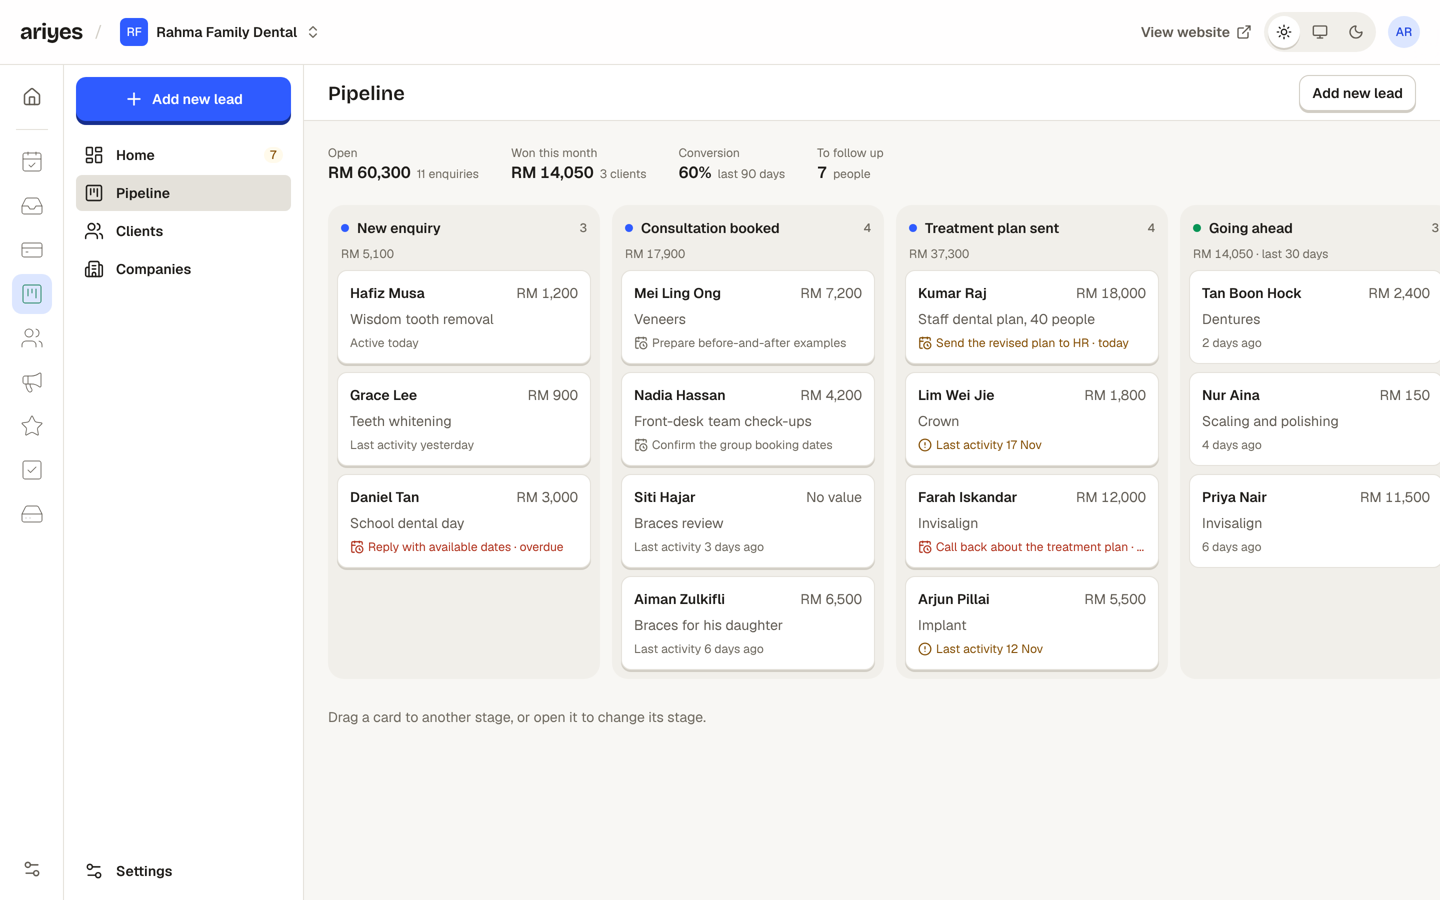 ariyes / RF Rahma Family Dental
View website
AR
Add new lead
Home 7
Pipeline
Clients
Companies
Settings
Pipeline
Add new lead
Open
RM 60,300 11 enquiries
Won this month
RM 14,050 3 clients
Conversion
60% last 90 days
To follow up
7 people
New enquiry 3
RM 5,100
Hafiz Musa RM 1,200
Wisdom tooth removal
Active today
Grace Lee RM 900
Teeth whitening
Last activity yesterday
Daniel Tan RM 3,000
School dental day
Reply with available dates · overdue
Consultation booked 4
RM 17,900
Mei Ling Ong RM 7,200
Veneers
Prepare before-and-after examples
Nadia Hassan RM 4,200
Front-desk team check-ups
Confirm the group booking dates
Siti Hajar No value
Braces review
Last activity 3 days ago
Aiman Zulkifli RM 6,500
Braces for his daughter
Last activity 6 days ago
Treatment plan sent 4
RM 37,300
Kumar Raj RM 18,000
Staff dental plan, 40 people
Send the revised plan to HR · today
Lim Wei Jie RM 1,800
Crown
Last activity 17 Nov
Farah Iskandar RM 12,000
Invisalign
Call back about the treatment plan · ...
Arjun Pillai RM 5,500
Implant
Last activity 12 Nov
Going ahead 3
RM 14,050 · last 30 days
Tan Boon Hock RM 2,400
Dentures
2 days ago
Nur Aina RM 150
Scaling and polishing
4 days ago
Priya Nair RM 11,500
Invisalign
6 days ago
Drag a card to another stage, or open it to change its stage.